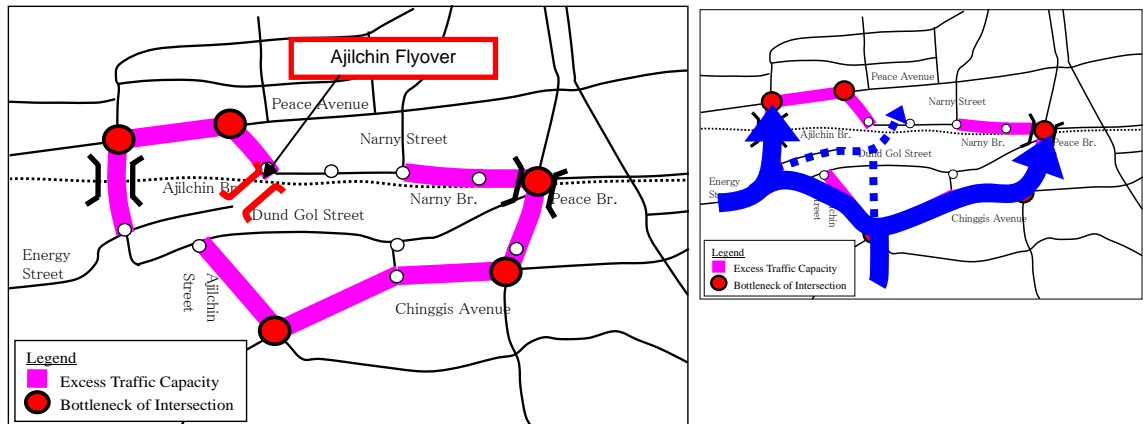 Ajilchin Flyover
Peace Avenue
Narny Street
Ajilchin Br.
Narny Br.
Peace Br.
Dund Gol Street
Energy
Street
Ajilchin
Street
Chinggis Avenue
Legend
Excess Traffic Capacity
Bottleneck of Intersection
Peace Avenue
Narny Street
Ajilchin Br.
Narny Br.
Peace Br.
Dund Gol Street
Energy
Chinggis Avenue
Legend
Excess Traffic Capacity
Bottleneck of Intersection